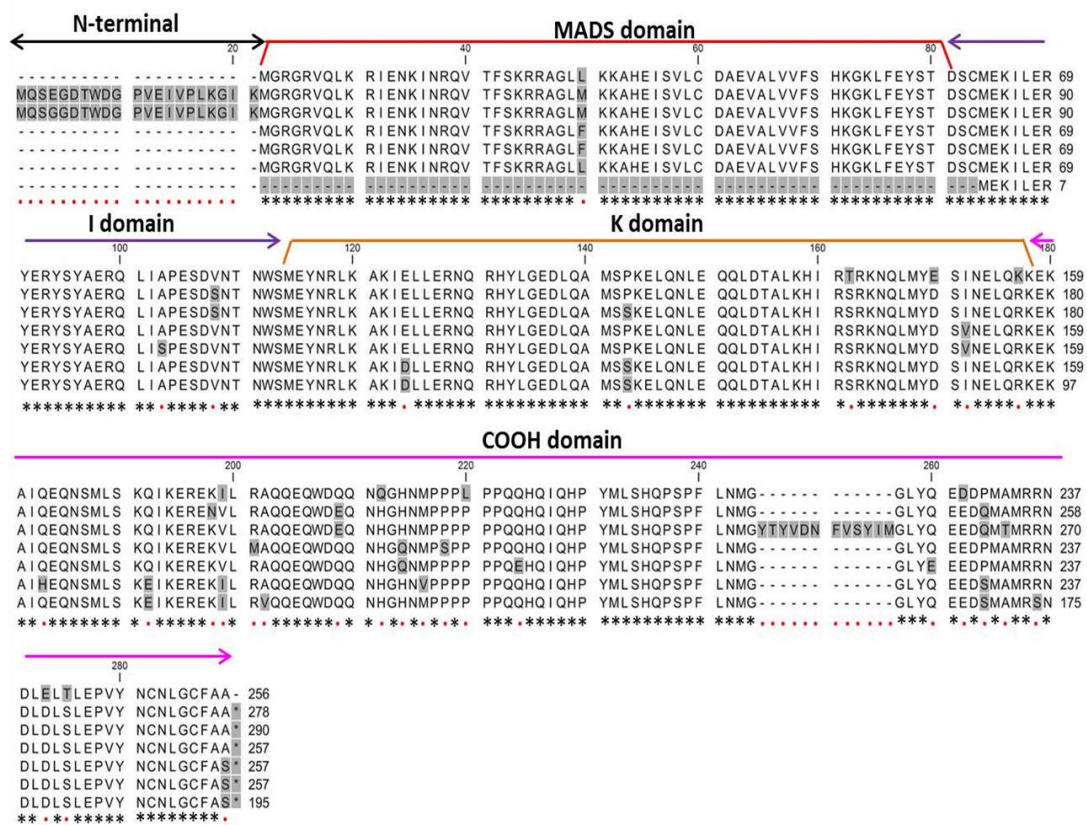 N-terminal MADS domain
20 40 60 80
---------- ---------- -MGRGRVQLK RIENKINRQV TFSKRRAGLL KKAHEISVLC DAEVALVVFS HKGKLFEYST DSCMEKILER 69
MQSEGDTWDG PVEIVPLKGI KMGRGRVQLK RIENKINRQV TFSKRRAGLM KKAHEISVLC DAEVALVVFS HKGKLFEYST DSCMEKILER 90
MQSGGDTWDG PVEIVPLKGI KMGRGRVQLK RIENKINRQV TFSKRRAGLM KKAHEISVLC DAEVALVVFS HKGKLFEYST DSCMEKILER 90
---------- ---------- -MGRGRVQLK RIENKINRQV TFSKRRAGLF KKAHEISVLC DAEVALVVFS HKGKLFEYST DSCMEKILER 69
---------- ---------- -MGRGRVQLK RIENKINRQV TFSKRRAGLF KKAHEISVLC DAEVALVVFS HKGKLFEYST DSCMEKILER 69
---------- ---------- -MGRGRVQLK RIENKINRQV TFSKRRAGLL KKAHEISVLC DAEVALVVFS HKGKLFEYST DSCMEKILER 69
---------- ---------- ---------- ---------- ---------- ---------- ---------- ---------- ---MEKILER 7
.......... .......... ********** ********** *********. ********** ********** ********** **********
I domain K domain
100 120 140 160 180
YERYSYAERQ LIAPESDVNT NWSMEYNRLK AKIELLERNQ RHYLGEDLQA MSPKELQNLE QQLDTALKHI RTRKNQLMYE SINELQKKEK 159
YERYSYAERQ LIAPESDSNT NWSMEYNRLK AKIELLERNQ RHYLGEDLQA MSPKELQNLE QQLDTALKHI RSRKNQLMYD SINELQRKEK 180
YERYSYAERQ LIAPESDSNT NWSMEYNRLK AKIELLERNQ RHYLGEDLQA MSSKELQNLE QQLDTALKHI RSRKNQLMYD SINELQRKEK 180
YERYSYAERQ LIAPESDVNT NWSMEYNRLK AKIELLERNQ RHYLGEDLQA MSPKELQNLE QQLDTALKHI RSRKNQLMYD SVNELQRKEK 159
YERYSYAERQ LISPESDVNT NWSMEYNRLK AKIELLERNQ RHYLGEDLQA MSPKELQNLE QQLDTALKHI RSRKNQLMYD SVNELQRKEK 159
YERYSYAERQ LIAPESDVNT NWSMEYNRLK AKIDLLERNQ RHYLGEDLQA MSSKELQNLE QQLDTALKHI RSRKNQLMYD SINELQRKEK 159
YERYSYAERQ LIAPESDVNT NWSMEYNRLK AKIDLLERNQ RHYLGEDLQA MSSKELQNLE QQLDTALKHI RSRKNQLMYD SINELQRKEK 97
********** **.****.** ********** ***.****** ********** **.******* ********** *.*******. *.****.***
COOH domain
200 220 240 260
AIQEQNSMLS KQIKEREKIL RAQQEQWDQQ NQGHNMPPPL PPQQHQIQHP YMLSHQPSPF LNMG------ ------GLYQ EDDPMAMRRN 237
AIQEQNSMLS KQIKERENVL RAQQEQWDEQ NHGHNMPPPP PPQQHQIQHP YMLSHQPSPF LNMG------ ------GLYQ EEDQMAMRRN 258
AIQEQNSMLS KQIKEREKVL RAQQEQWDEQ NHGHNMPPPP PPQQHQIQHP YMLSHQPSPF LNMGYTYVDN FVSYIMGLYQ EEDQMTMRRN 270
AIQEQNSMLS KQIKEREKVL MAQQEQWDQQ NHGQNMPSPP PPQQHQIQHP YMLSHQPSPF LNMG------ ------GLYQ EEDPMAMRRN 237
AIQEQNSMLS KQIKEREKVL RAQQEQWDQQ NHGQNMPPPP PPQEHQIQHP YMLSHQPSPF LNMG------ ------GLYE EEDPMAMRRN 237
AIHEQNSMLS KEIKEREKIL RAQQEQWDQQ NHGHNVPPPP PPQQHQIQHP YMLSHQPSPF LNMG------ ------GLYQ EEDSMAMRRN 237
AIQEQNSMLS KEIKEREKIL RVQQEQWDQQ NHGHNMPPPP PPQQHQIQHP YMLSHQPSPF LNMG------ ------GLYQ EEDSMAMRSN 175
**.******* *.******.. ..******.* *.*.*.*.*. ***.****** ********** ****...... ......***. *.*.*.**.*
280
DLELTLEPVY NCNLGCFAA- 256
DLDLSLEPVY NCNLGCFAA* 278
DLDLSLEPVY NCNLGCFAA* 290
DLDLSLEPVY NCNLGCFAA* 257
DLDLSLEPVY NCNLGCFAS* 257
DLDLSLEPVY NCNLGCFAS* 257
DLDLSLEPVY NCNLGCFAS* 195
**.*.***** ********.